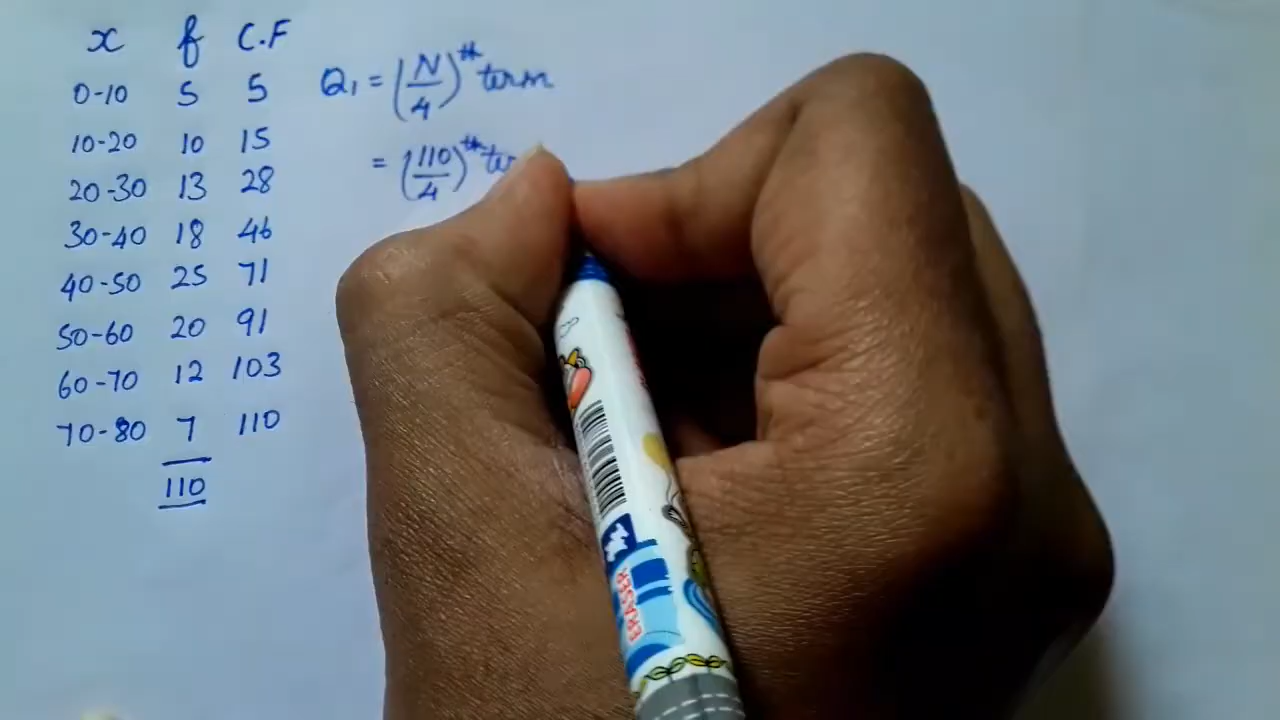 x f C.F
0-10 5 5
10-20 10 15
20-30 13 28
30-40 18 46
40-50 25 71
50-60 20 91
60-70 12 103
70-80 7 110
110
Q1 = (N/4)th term
= (110/4)th
ERASER